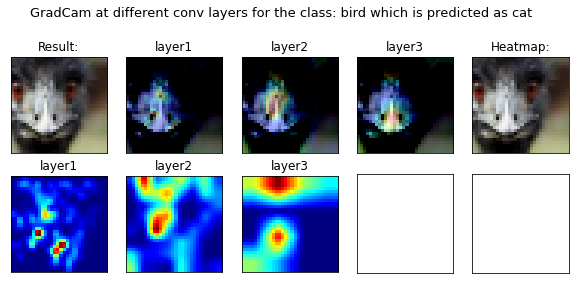 GradCam at different conv layers for the class: bird which is predicted as cat
Result:
layer1
layer2
layer3
Heatmap:
layer1
layer2
layer3